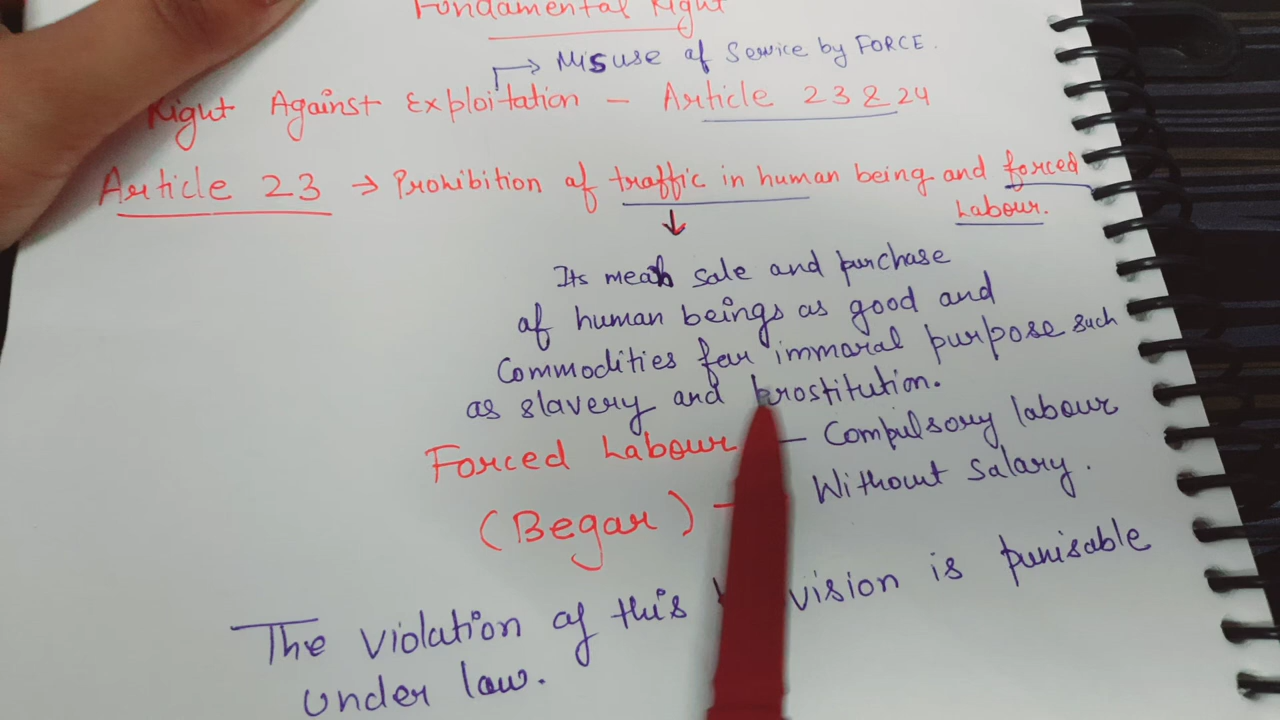 Fundamental Right
→ Misuse of Service by FORCE.
Right Against Exploitation – Article 23 & 24
Article 23 → Prohibition of traffic in human being and forced
Labour.
Its mean sale and purchase
of human beings as good and
Commodities for immoral purpose such
as slavery and prostitution.
Forced Labour – Compulsory labour
(Begar) – Without Salary.
The violation of this vision is punisable
under law.